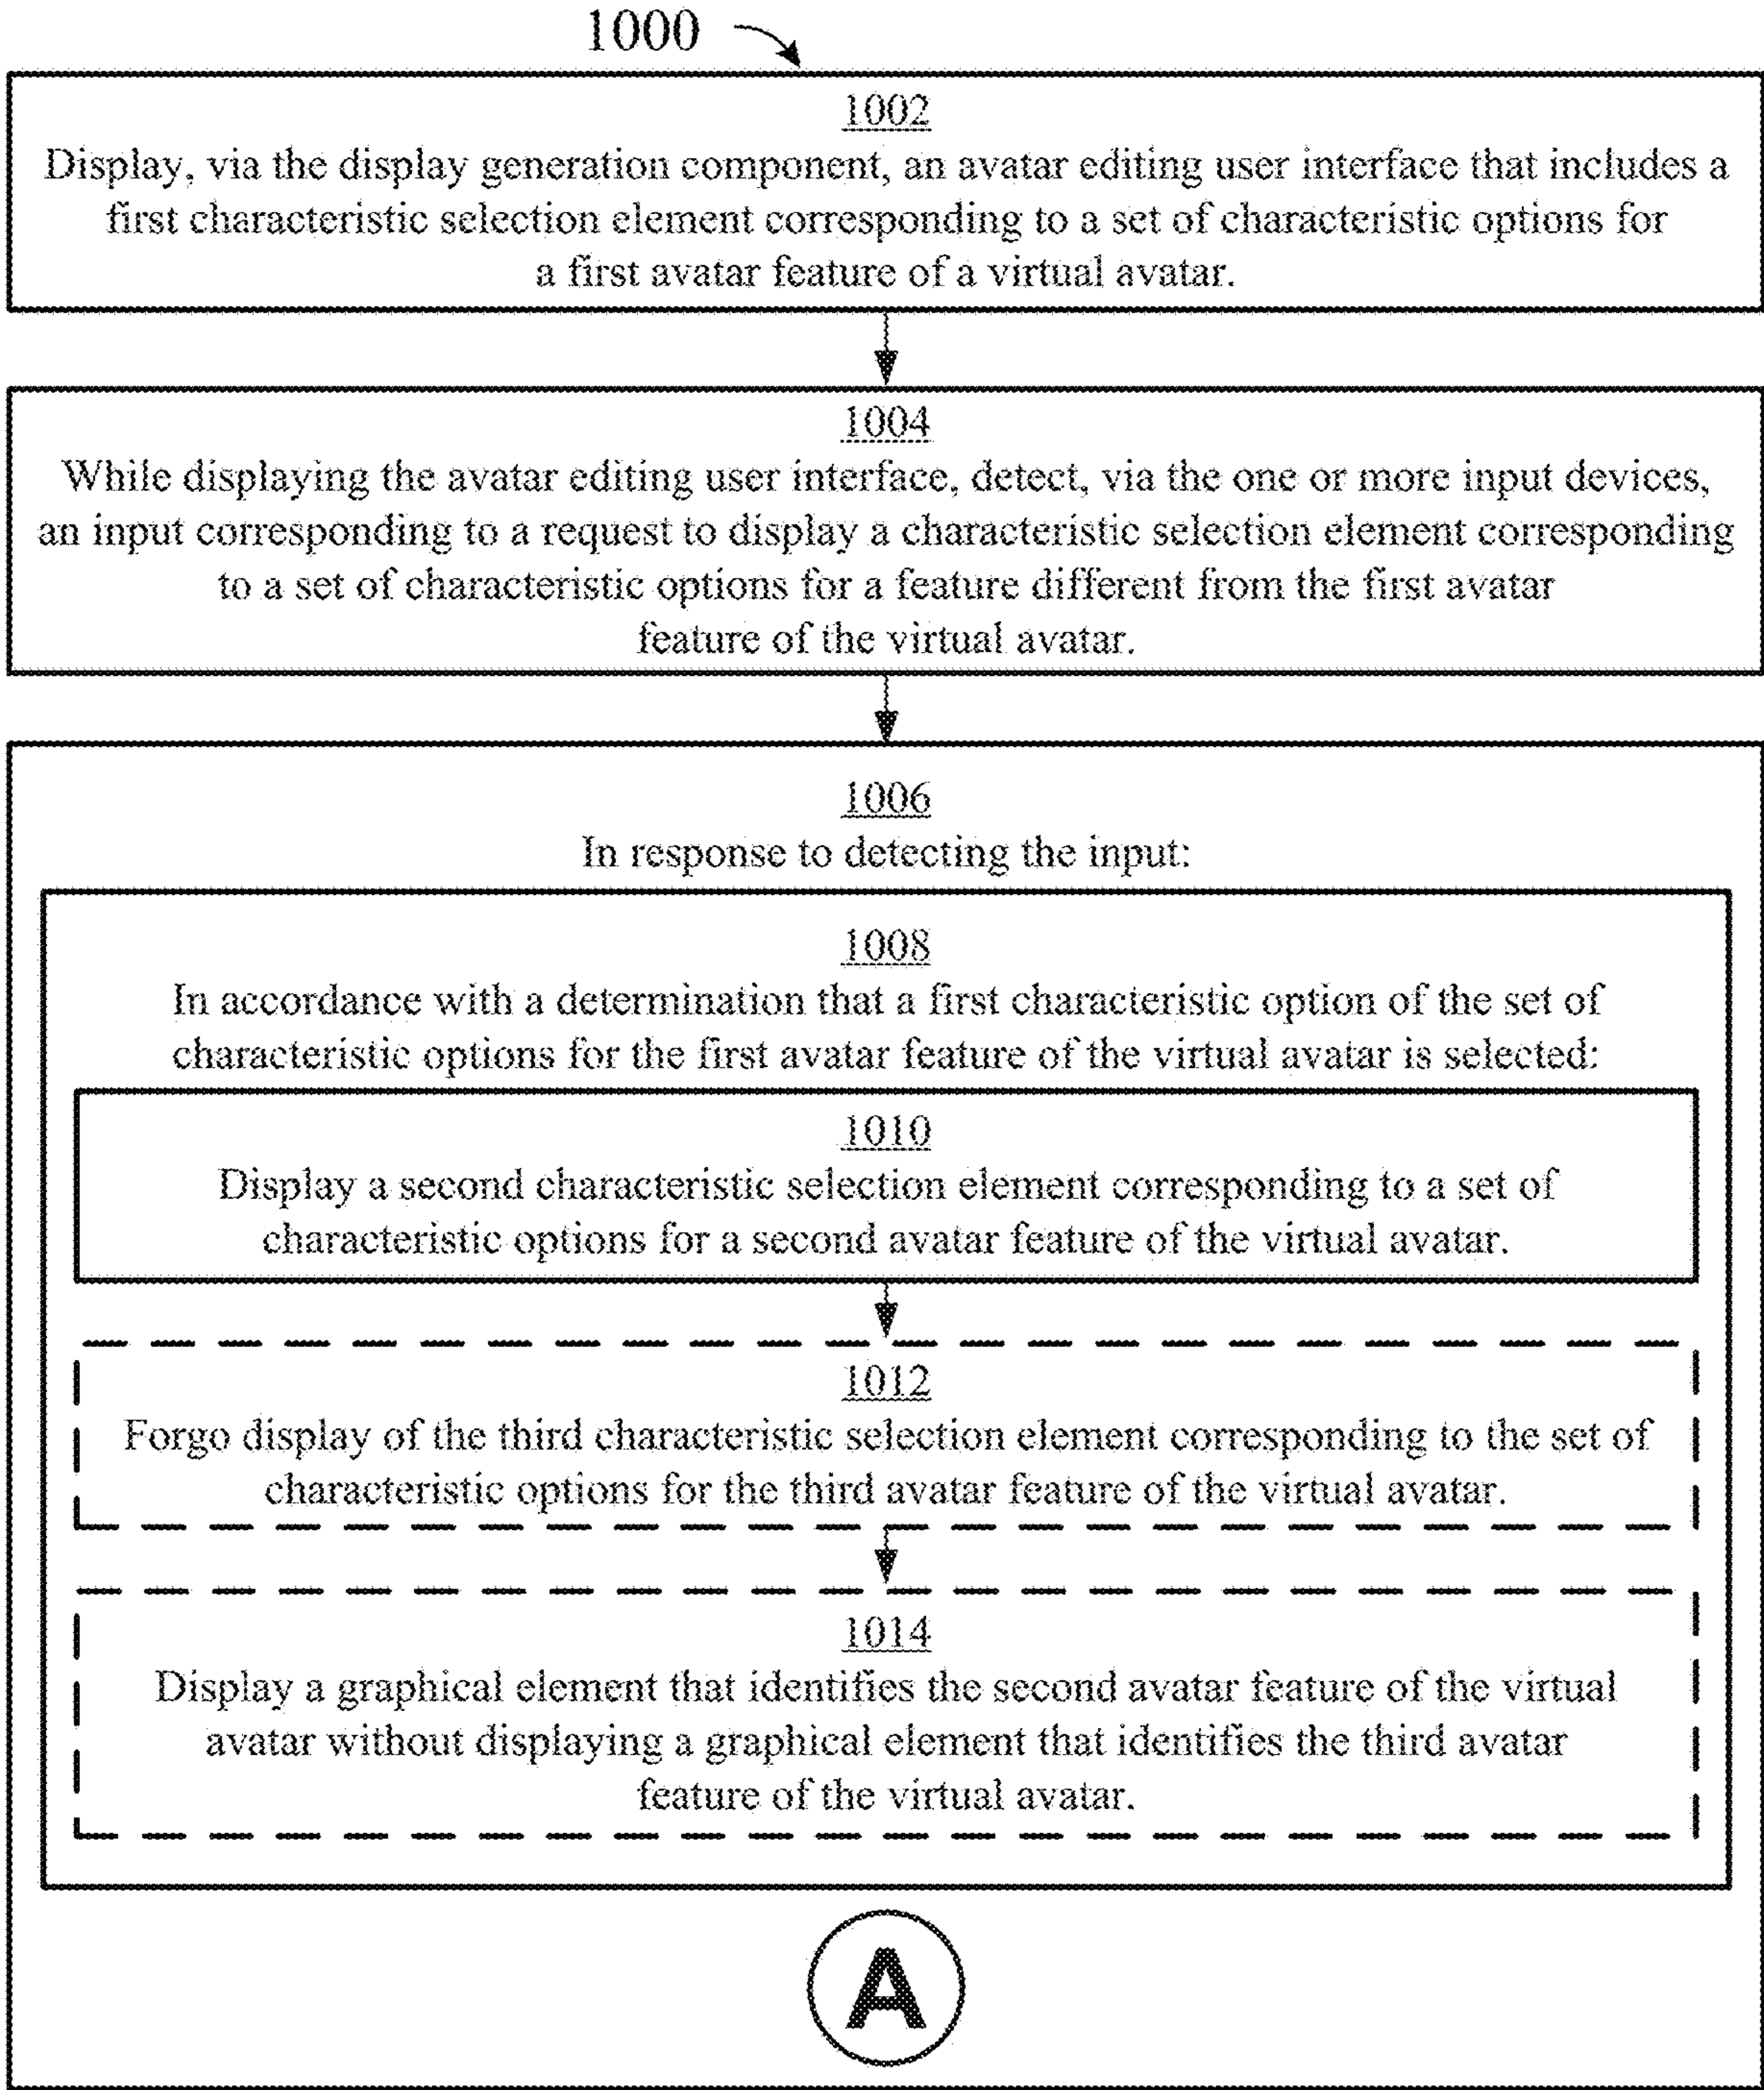 1000
1002
Display, via the display generation component, an avatar editing user interface that includes a
first characteristic selection element corresponding to a set of characteristic options for
a first avatar feature of a virtual avatar.
1004
While displaying the avatar editing user interface, detect, via the one or more input devices,
an input corresponding to a request to display a characteristic selection element corresponding
to a set of characteristic options for a feature different from the first avatar
feature of the virtual avatar.
1006
In response to detecting the input:
1008
In accordance with a determination that a first characteristic option of the set of
characteristic options for the first avatar feature of the virtual avatar is selected:
1010
Display a second characteristic selection element corresponding to a set of
characteristic options for a second avatar feature of the virtual avatar.
1012
Forgo display of the third characteristic selection element corresponding to the set of
characteristic options for the third avatar feature of the virtual avatar.
1014
Display a graphical element that identifies the second avatar feature of the virtual
avatar without displaying a graphical element that identifies the third avatar
feature of the virtual avatar.
A